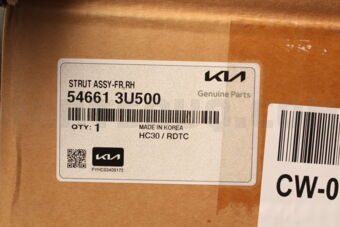 STRUT ASSY-FR,RH
54661 3U500
KIA
Genuine Parts
QTY: 1
MADE IN KOREA
HC30 / RDTC
KIA
CW-0